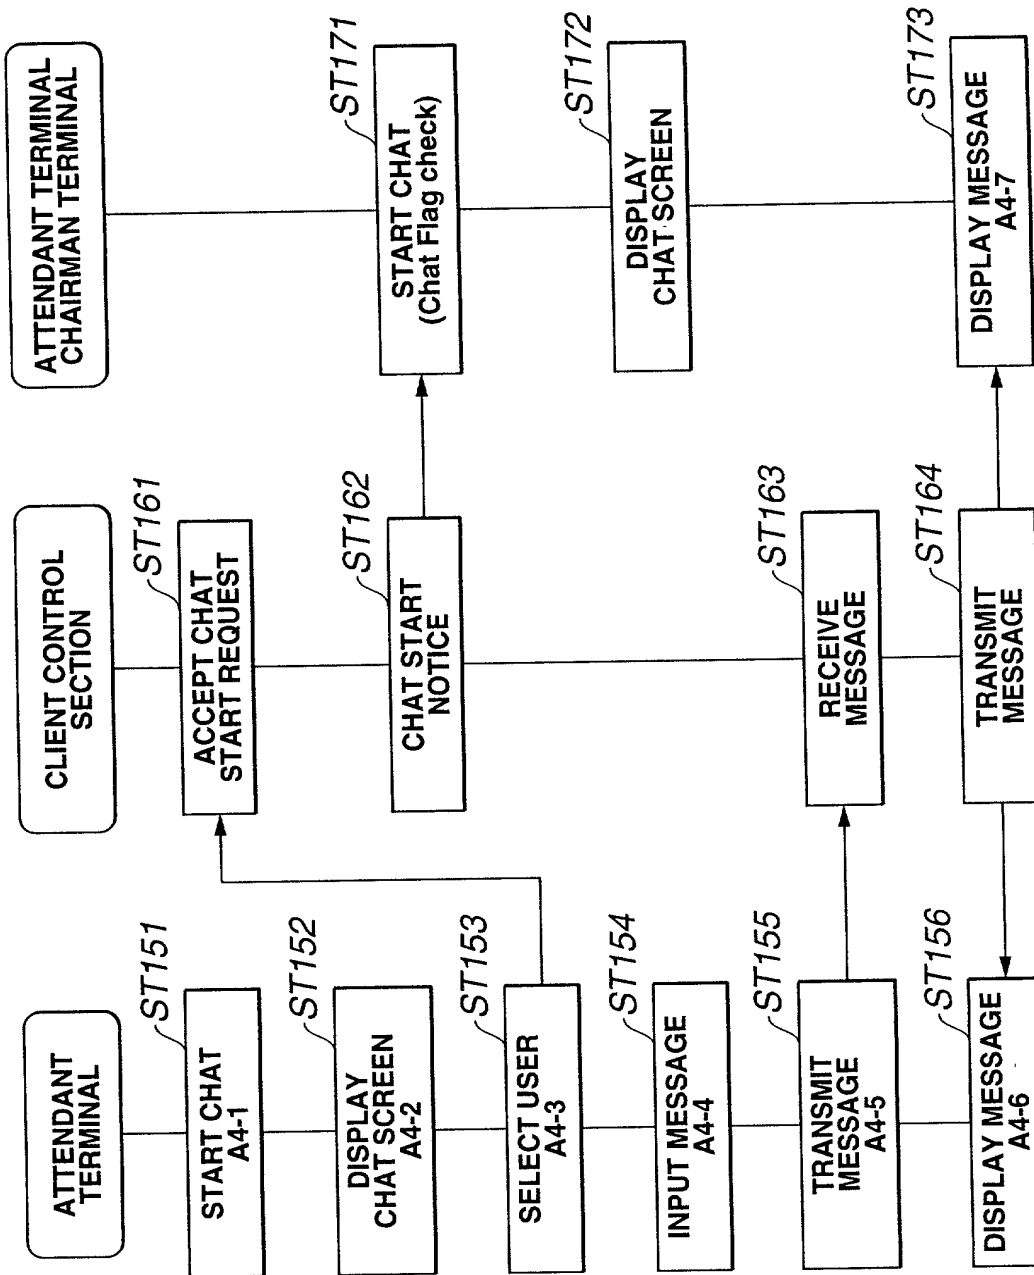 ATTENDANT
TERMINAL
START CHAT
A4-1
ST151
DISPLAY
CHAT SCREEN
A4-2
ST152
SELECT USER
A4-3
ST153
INPUT MESSAGE
A4-4
ST154
TRANSMIT
MESSAGE
A4-5
ST155
DISPLAY MESSAGE
A4-6
ST156
CLIENT CONTROL
SECTION
ACCEPT CHAT
START REQUEST
ST161
CHAT START
NOTICE
ST162
RECEIVE
MESSAGE
ST163
TRANSMIT
MESSAGE
ST164
ATTENDANT TERMINAL
CHAIRMAN TERMINAL
START CHAT
(Chat Flag check)
ST171
DISPLAY
CHAT SCREEN
ST172
DISPLAY MESSAGE
A4-7
ST173